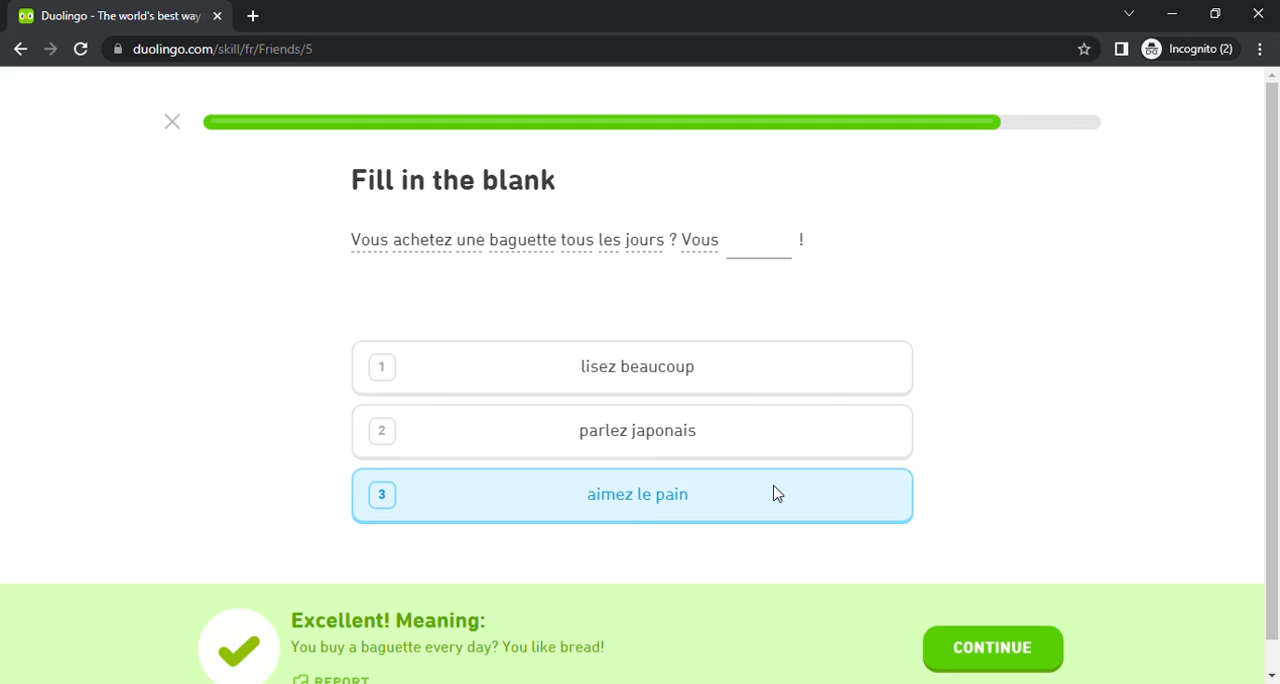 Duolingo - The world's best way
duolingo.com/skill/fr/Friends/5
Incognito (2)
Fill in the blank
Vous achetez une baguette tous les jours ? Vous ______ !
1 lisez beaucoup
2 parlez japonais
3 aimez le pain
Excellent! Meaning:
You buy a baguette every day? You like bread!
CONTINUE
REPORT